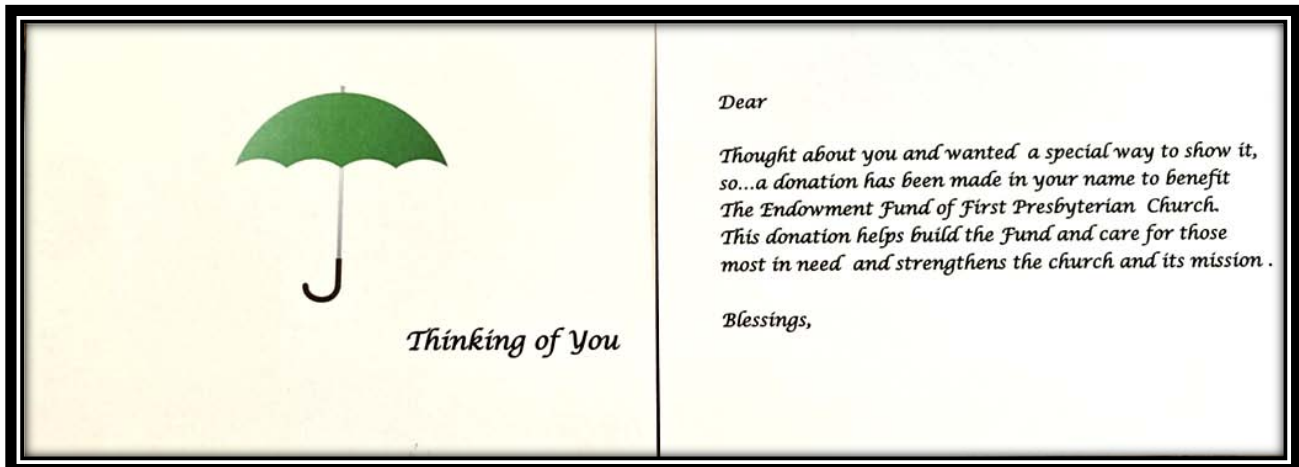 Thinking of You
Dear
Thought about you and wanted a special way to show it,
so...a donation has been made in your name to benefit
The Endowment Fund of First Presbyterian Church.
This donation helps build the Fund and care for those
most in need and strengthens the church and its mission .
Blessings,